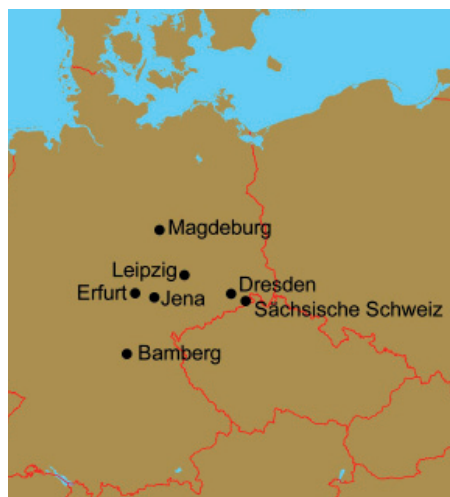 Magdeburg
Leipzig
Erfurt
Jena
Dresden
Sächsische Schweiz
Bamberg